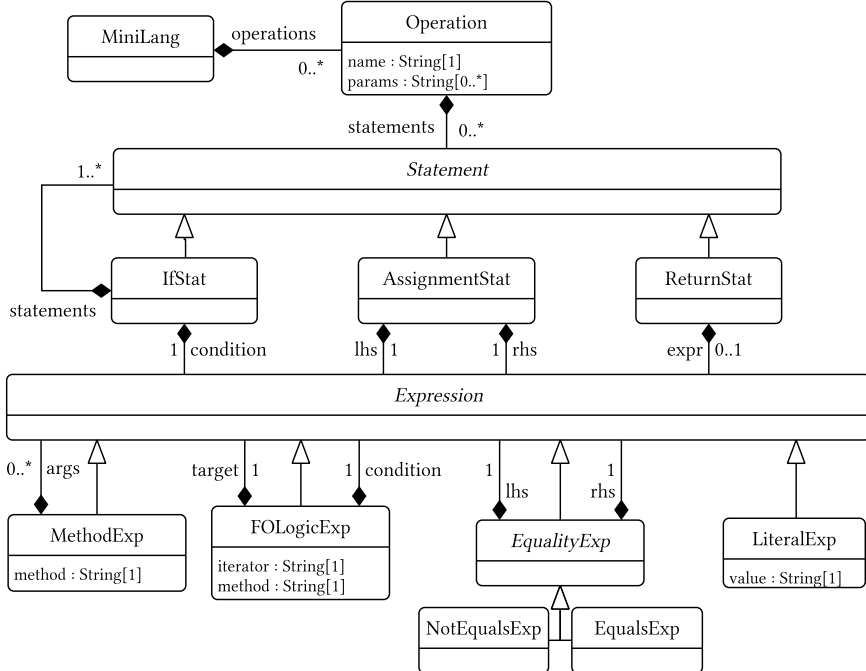 MiniLang
operations
0..*
Operation
name : String[1]
params : String[0..*]
statements
0..*
1..*
Statement
IfStat
AssignmentStat
ReturnStat
statements
1
condition
lhs
1
1
rhs
expr
0..1
Expression
0..*
args
target
1
1
condition
1
lhs
1
rhs
MethodExp
method : String[1]
FOLogicExp
iterator : String[1]
method : String[1]
EqualityExp
LiteralExp
value : String[1]
NotEqualsExp
EqualsExp